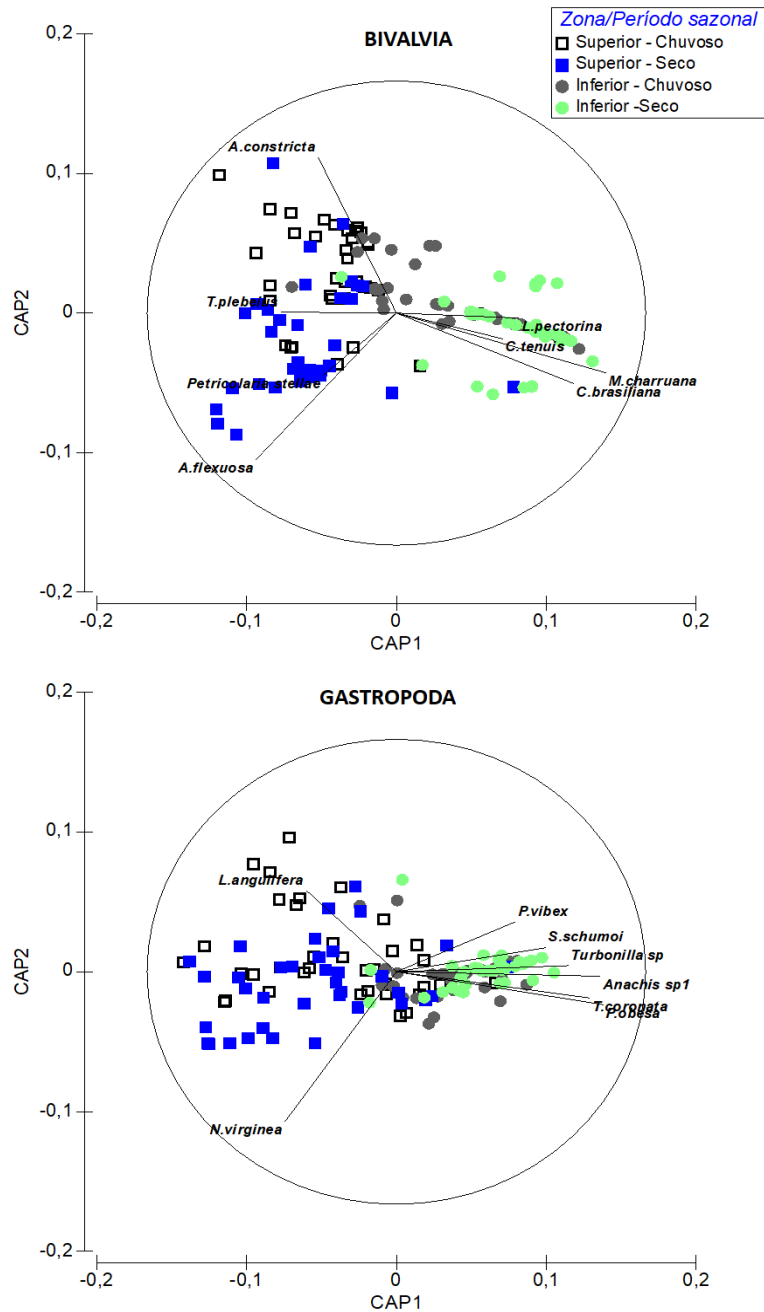 BIVALVIA
Zona/Período sazonal
Superior - Chuvoso
Superior - Seco
Inferior - Chuvoso
Inferior -Seco
0,2
0,1
0
-0,1
-0,2
CAP2
A.constricta
T.plebeius
L.pectorina
C.tenuis
Petricolaria stellae
M.charruana
C.brasiliana
A.flexuosa
-0,2
-0,1
0
0,1
0,2
CAP1
GASTROPODA
0,2
0,1
0
-0,1
-0,2
CAP2
L.anguiifera
P.vibex
S.schumoi
Turbonilla sp
Anachis sp1
T.coronata
N.virginea
-0,2
-0,1
0
0,1
0,2
CAP1